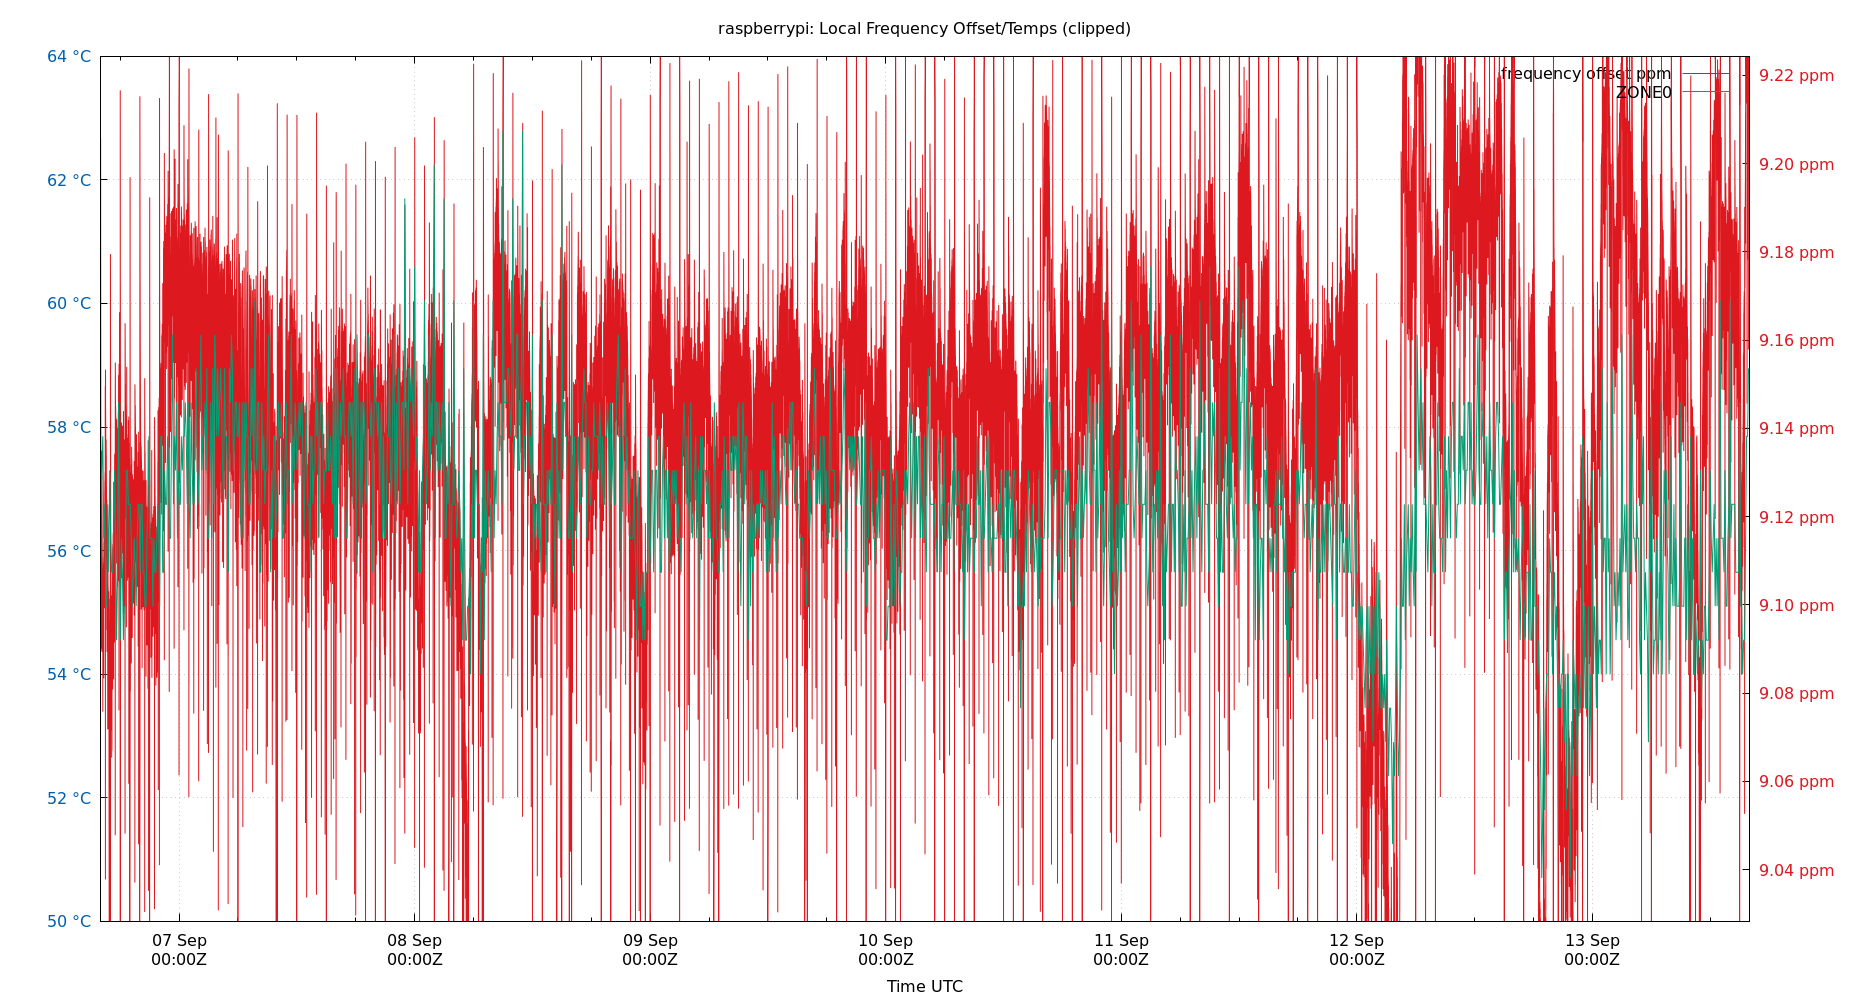 raspberrypi: Local Frequency Offset/Temps (clipped)
64 °C
62 °C
60 °C
58 °C
56 °C
54 °C
52 °C
50 °C
frequency offset ppm
ZONE0
9.22 ppm
9.20 ppm
9.18 ppm
9.16 ppm
9.14 ppm
9.12 ppm
9.10 ppm
9.08 ppm
9.06 ppm
9.04 ppm
07 Sep 08 Sep 09 Sep 10 Sep 11 Sep 12 Sep 13 Sep
00:00Z 00:00Z 00:00Z 00:00Z 00:00Z 00:00Z 00:00Z
Time UTC